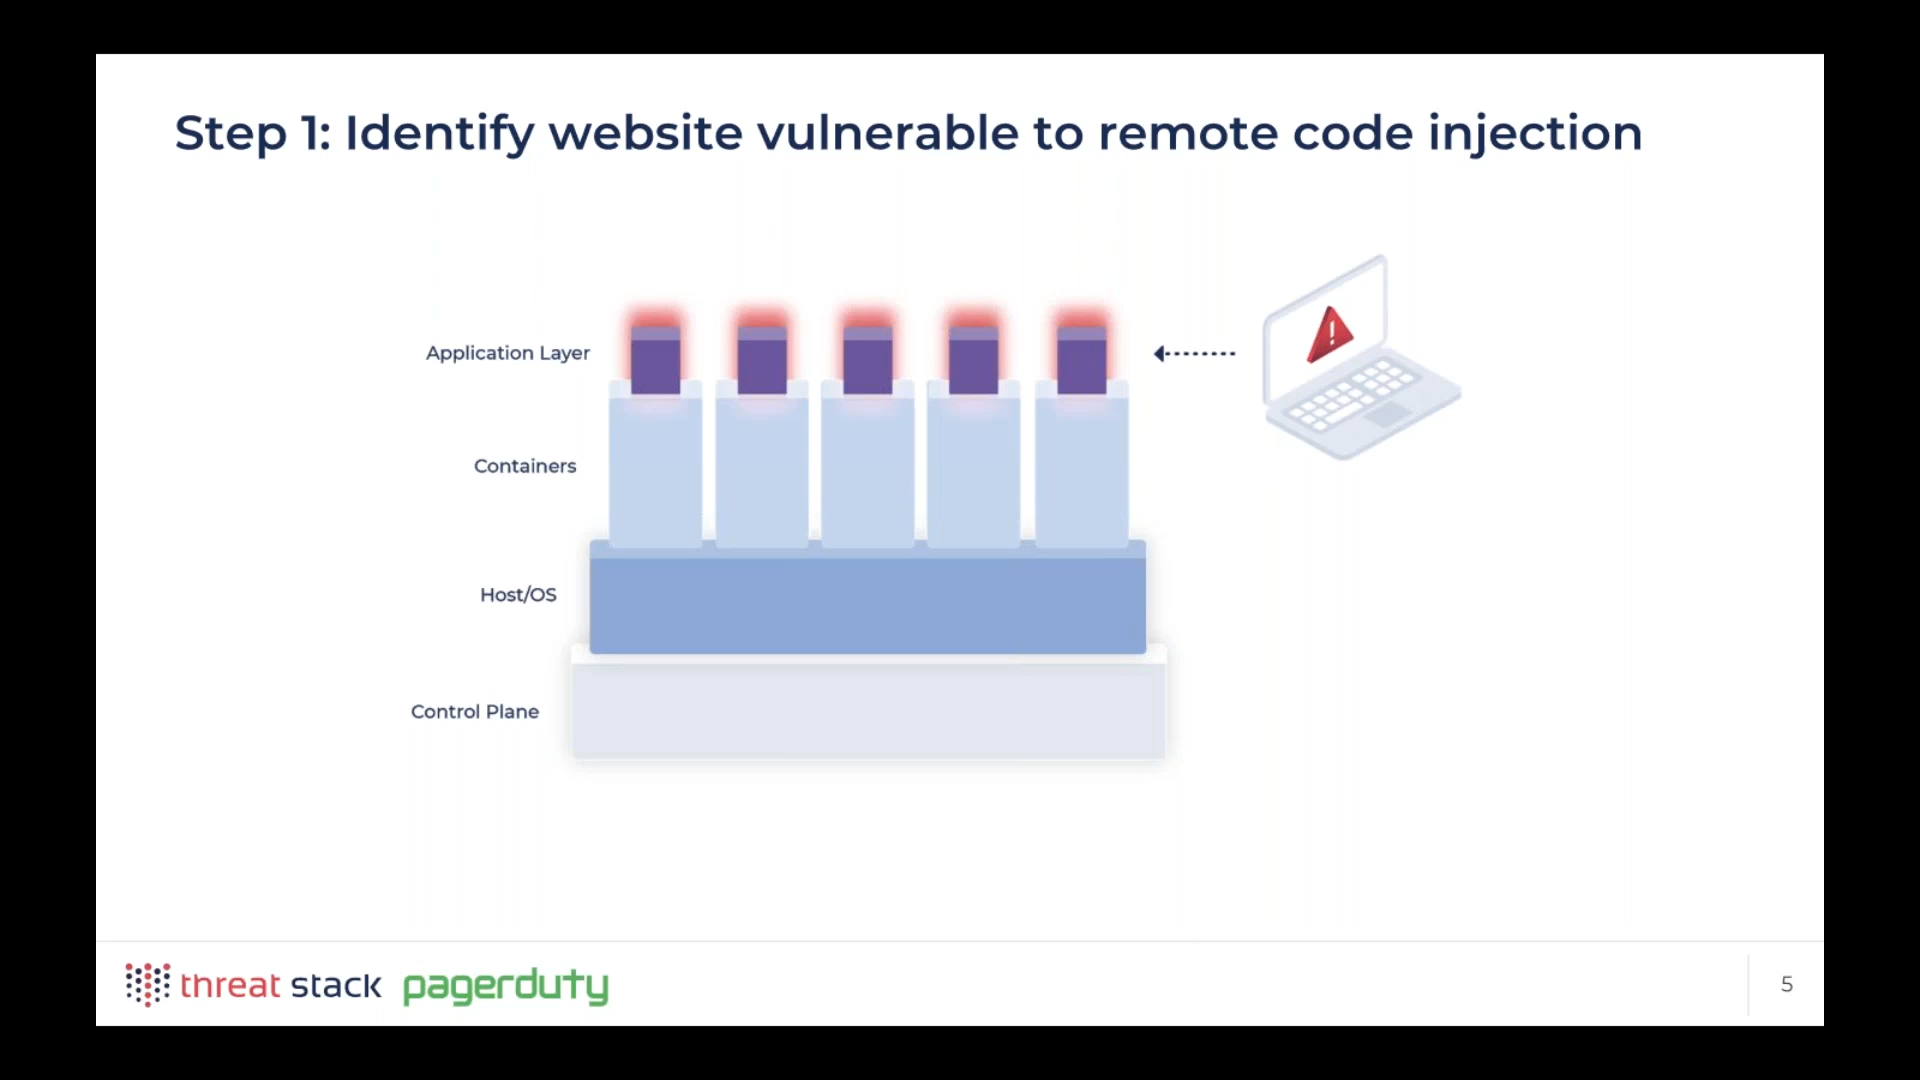 Step 1: Identify website vulnerable to remote code injection
Application Layer
!
Containers
Host/OS
Control Plane
threat stack pagerduty
5